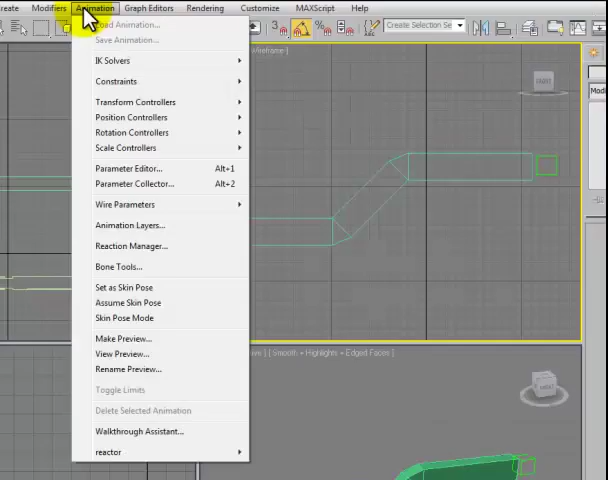 reate Modifiers Animation Graph Editors Rendering Customize MAXScript Help
Load Animation...
Save Animation...
Create Selection Se
IK Solvers
Wireframe ]
Constraints
FRONT
Modi
Transform Controllers
Position Controllers
Rotation Controllers
Scale Controllers
Parameter Editor... Alt+1
Parameter Collector... Alt+2
Wire Parameters
Animation Layers...
Reaction Manager...
Bone Tools...
Set as Skin Pose
Assume Skin Pose
Skin Pose Mode
Make Preview...
View Preview...
ive ] [ Smooth + Highlights + Edged Faces ]
Rename Preview...
Toggle Limits
Delete Selected Animation
Walkthrough Assistant...
reactor